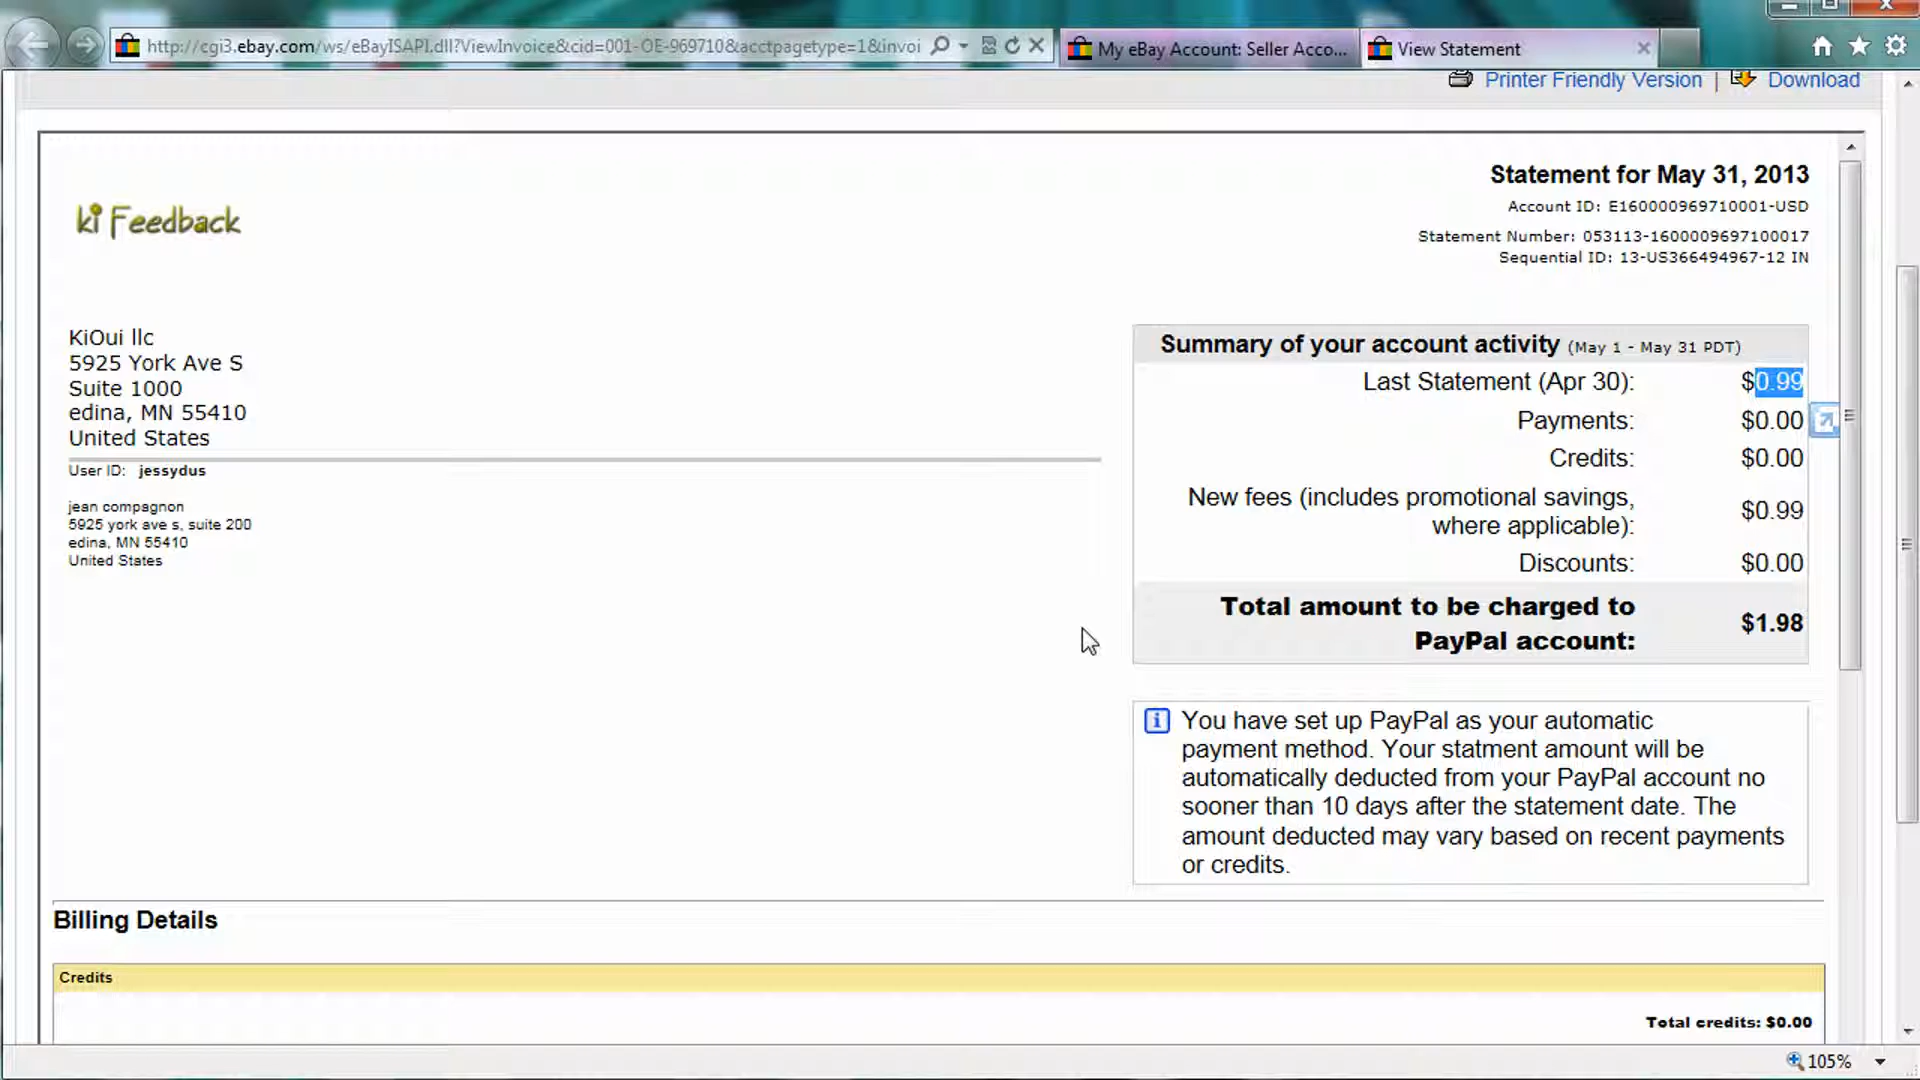 http://cgi3.ebay.com/ws/eBayISAPI.dll?ViewInvoice&cid=001-OE-969710&acctpagetype=1&invoi
My eBay Account: Seller Acco...
View Statement
Printer Friendly Version | Download
Statement for May 31, 2013
Account ID: E160000969710001-USD
ki Feedback
Statement Number: 053113-1600009697100017
Sequential ID: 13-US366494967-12 IN
KiOui llc
5925 York Ave S
Suite 1000
edina, MN 55410
United States
User ID: jessydus
jean compagnon
5925 york ave s, suite 200
edina, MN 55410
United States
Summary of your account activity (May 1 - May 31 PDT)
Last Statement (Apr 30): $0.99
Payments: $0.00
Credits: $0.00
New fees (includes promotional savings,
where applicable): $0.99
Discounts: $0.00
Total amount to be charged to
PayPal account: $1.98
You have set up PayPal as your automatic
payment method. Your statment amount will be
automatically deducted from your PayPal account no
sooner than 10 days after the statement date. The
amount deducted may vary based on recent payments
or credits.
Billing Details
Credits
Total credits: $0.00
105%